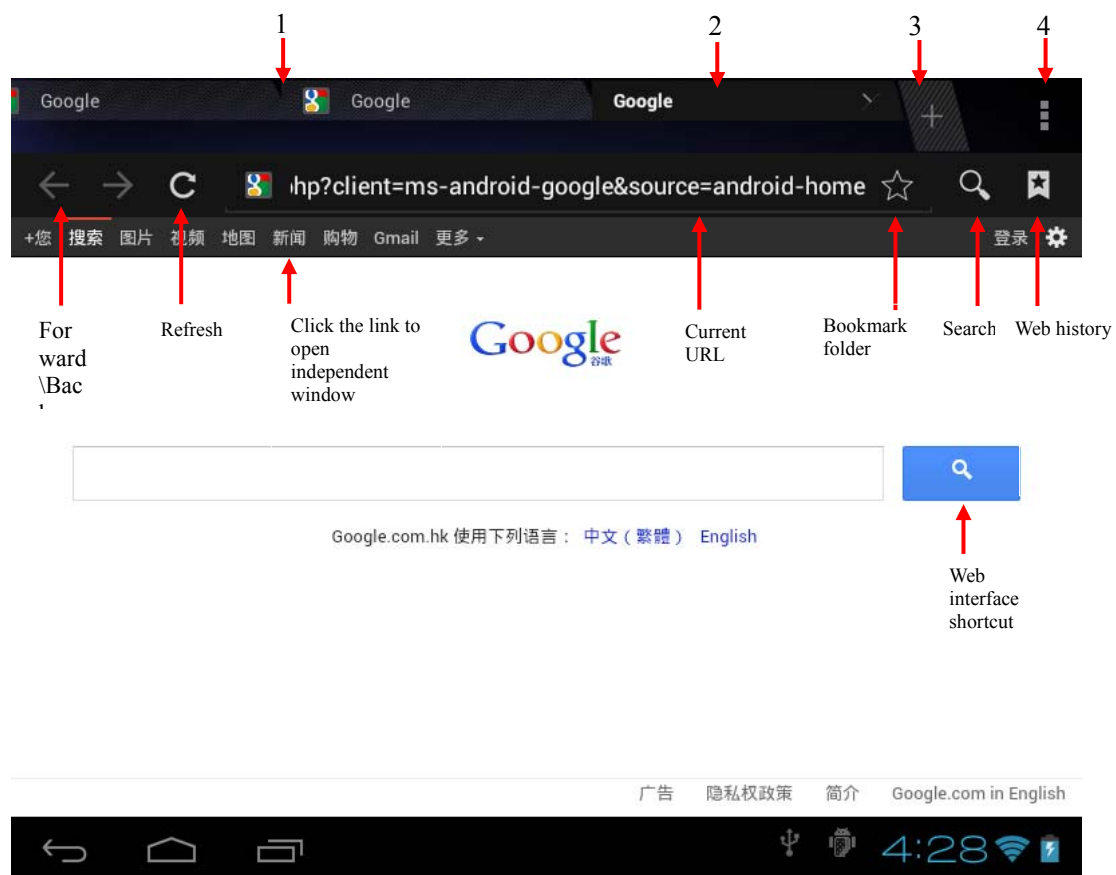 1 2 3 4
Google Google Google
hp?client=ms-android-google&source=android-home
+您 搜索 图片 视频 地图 新闻 购物 Gmail 更多 登录
For
ward
\Bac
Refresh
Click the link to
open
independent
window
Google
谷歌
Current
URL
Bookmark
folder
Search
Web history
Google.com.hk 使用下列语言： 中文（繁體） English
Web
interface
shortcut
广告 隐私权政策 简介 Google.com in English
4:28